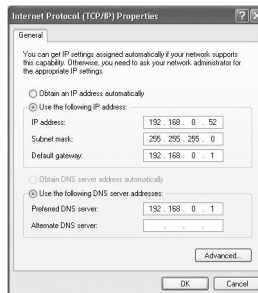 Internet Protocol (TCP/IP) Properties
General
You can get IP settings assigned automatically if your network supports
this capability. Otherwise, you need to ask your network administrator for
the appropriate IP settings.
Obtain an IP address automatically
Use the following IP address:
IP address: 192 . 168 . 0 . 52
Subnet mask: 255 . 255 . 255 . 0
Default gateway: 192 . 168 . 0 . 1
Obtain DNS server address automatically
Use the following DNS server addresses:
Preferred DNS server: 192 . 168 . 0 . 1
Alternate DNS server: . . .
Advanced...
OK Cancel